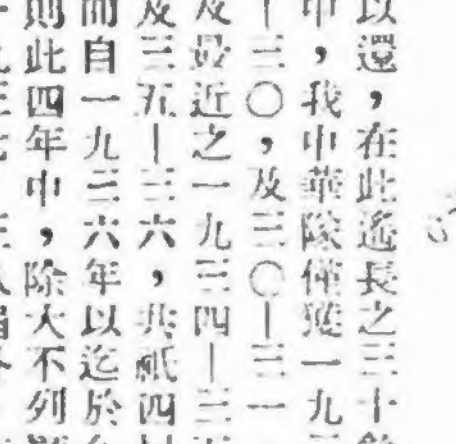 以還，在此遙長之三十餘
中，我中華隊僅獲一九
｜三〇，及三〇｜三一
及最近之一九三四｜三五
及三五｜三六，共祗四
而自一九三六年以迄於
則此四年中，除大不列